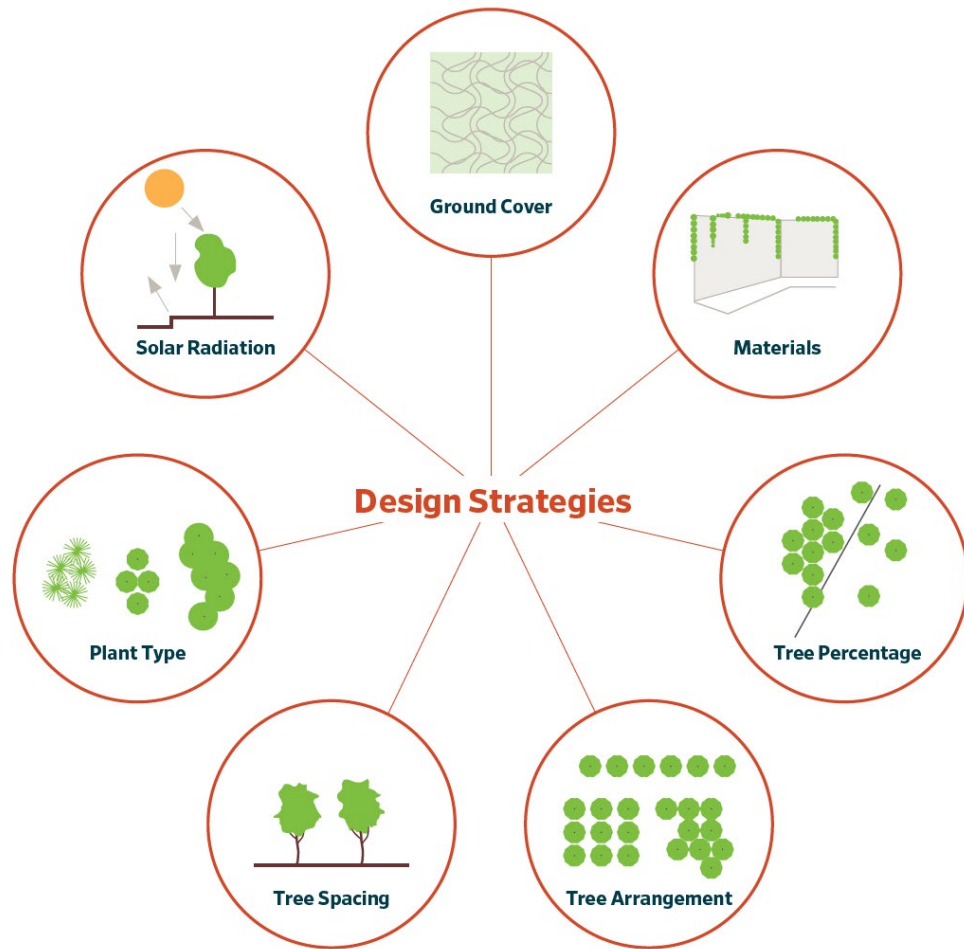 Ground Cover
Solar Radiation
Materials
Design Strategies
Plant Type
Tree Percentage
Tree Spacing
Tree Arrangement